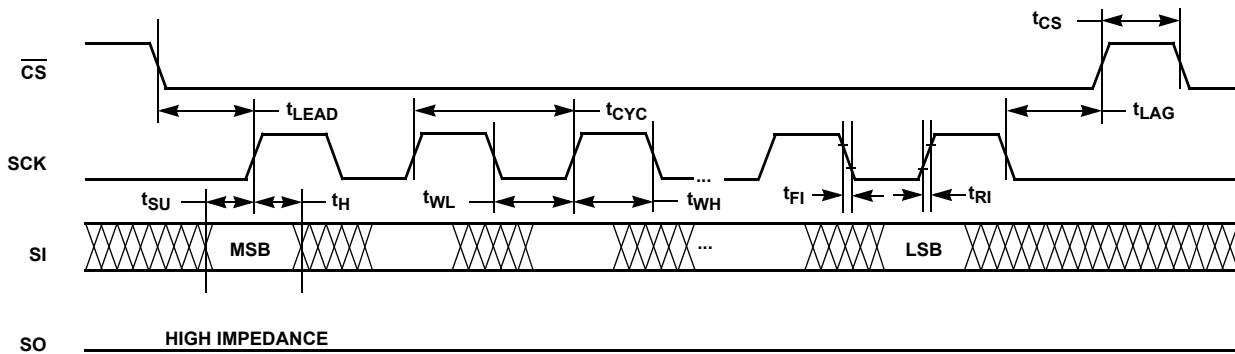 tCS
CS
tLEAD
tCYC
tLAG
SCK
...
tSU
tH
tWL
tWH
tFI
tRI
SI
MSB
...
LSB
SO
HIGH IMPEDANCE